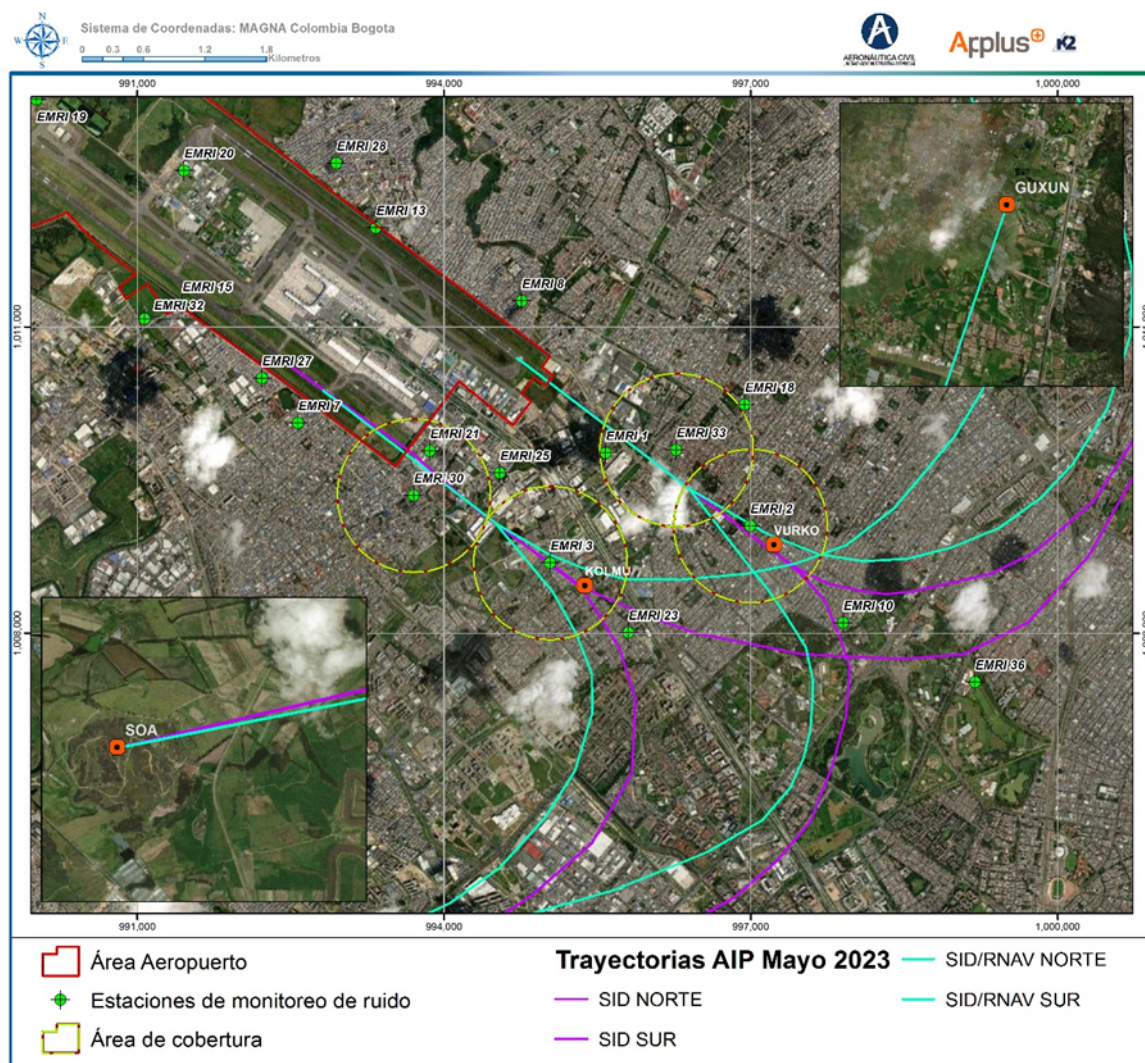 N
W E
S
Sistema de Coordenadas: MAGNA Colombia Bogota
0 0.3 0.6 1.2 1.8
Kilometros
AERONÁUTICA CIVIL
Applus+ K2
991,000 994,000 997,000 1,000,000
EMRI 19
EMRI 20
EMRI 28
EMRI 13
GUXUN
EMRI 15
EMRI 8
EMRI 32
1,011,000
EMRI 27
EMRI 7
EMRI 18
EMRI 21
EMRI 1
EMRI 33
EMRI 25
EMRI 30
EMRI 2
VURKO
EMRI 3
KOLMU
EMRI 23
EMRI 10
1,008,000
EMRI 36
SOA
991,000 994,000 997,000 1,000,000
Área Aeropuerto
Estaciones de monitoreo de ruido
Área de cobertura
Trayectorias AIP Mayo 2023
SID NORTE
SID SUR
SID/RNAV NORTE
SID/RNAV SUR